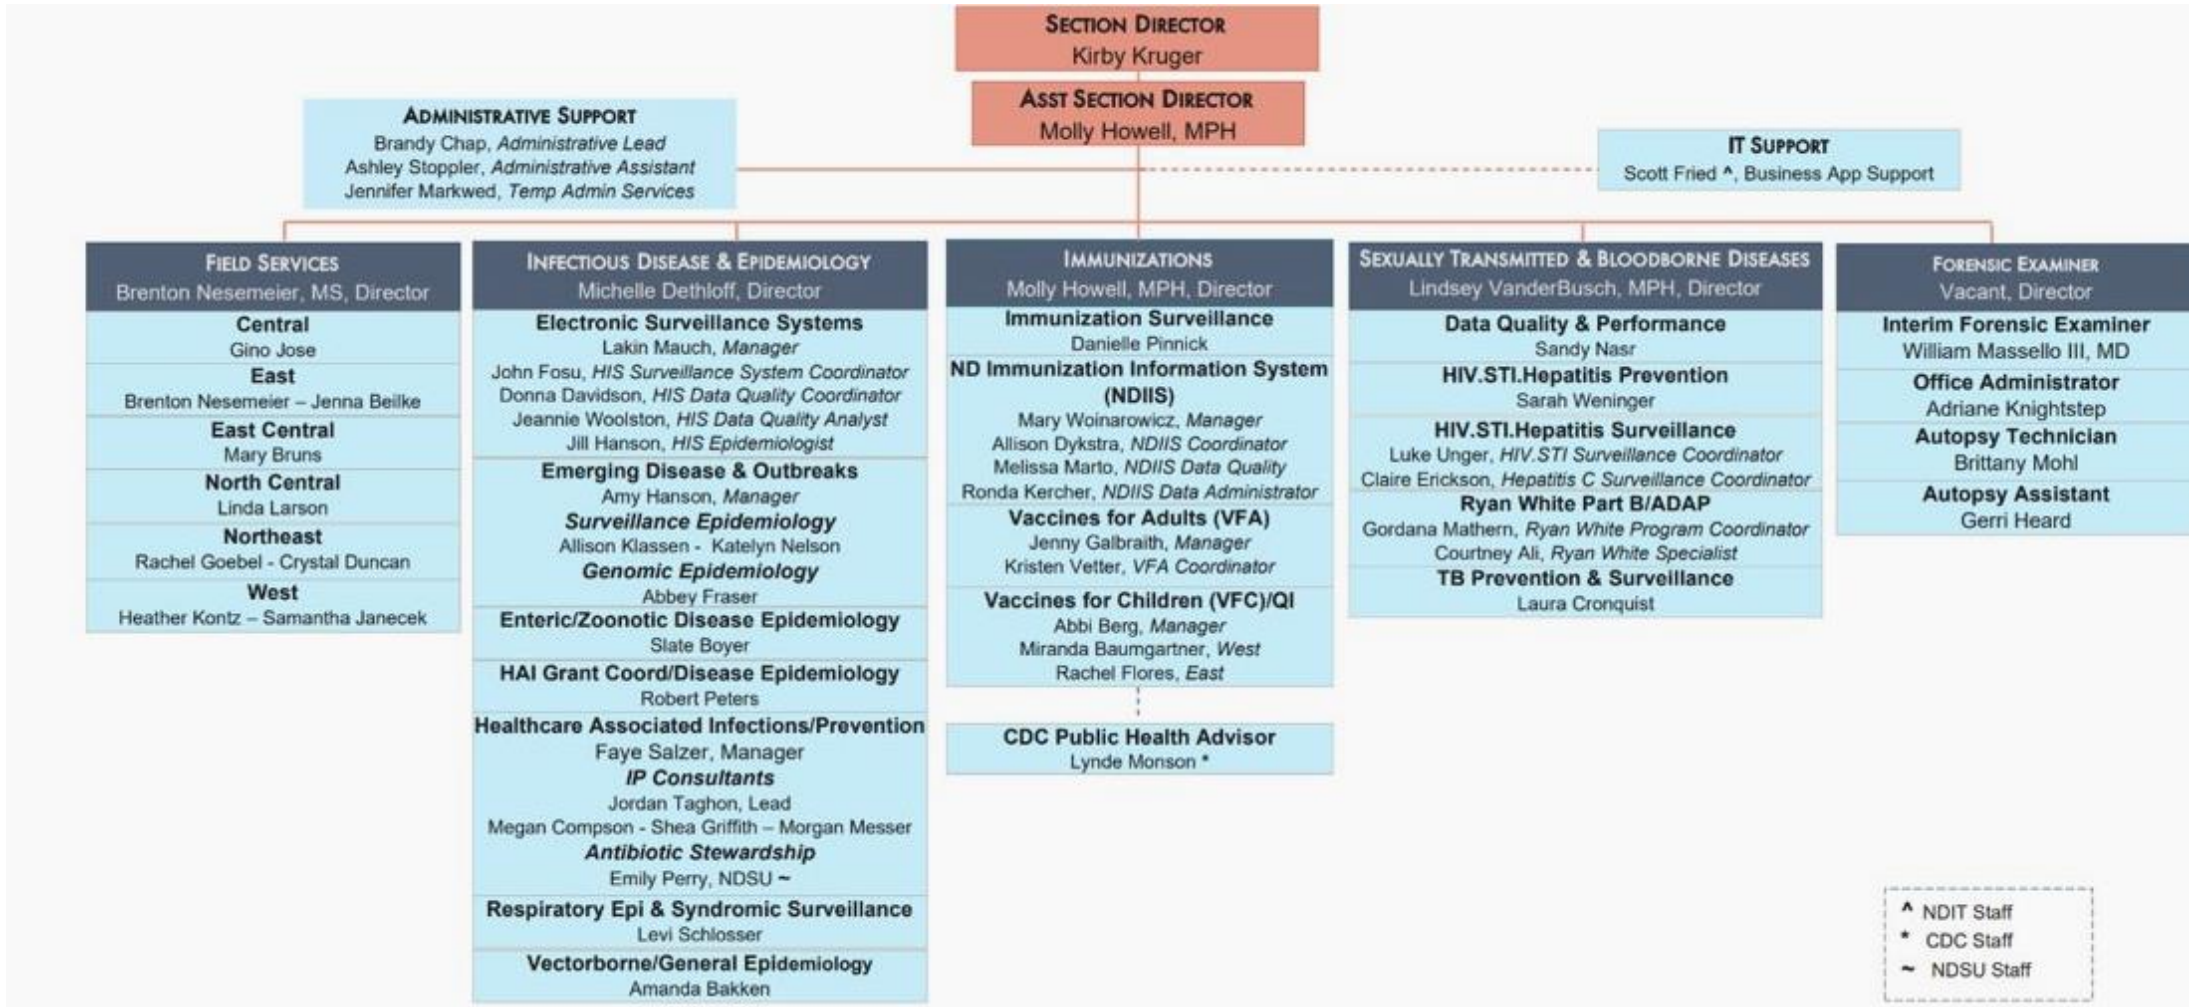 SECTION DIRECTOR
Kirby Kruger
ASST SECTION DIRECTOR
Molly Howell, MPH
ADMINISTRATIVE SUPPORT
Brandy Chap, Administrative Lead
Ashley Stoppler, Administrative Assistant
Jennifer Markwed, Temp Admin Services
IT SUPPORT
Scott Fried ^, Business App Support
FIELD SERVICES
Brenton Nesemeier, MS, Director
Central
Gino Jose
East
Brenton Nesemeier – Jenna Beilke
East Central
Mary Bruns
North Central
Linda Larson
Northeast
Rachel Goebel - Crystal Duncan
West
Heather Kontz – Samantha Janecek
INFECTIOUS DISEASE & EPIDEMIOLOGY
Michelle Dethloff, Director
Electronic Surveillance Systems
Lakin Mauch, Manager
John Fosu, HIS Surveillance System Coordinator
Donna Davidson, HIS Data Quality Coordinator
Jeannie Woolston, HIS Data Quality Analyst
Jill Hanson, HIS Epidemiologist
Emerging Disease & Outbreaks
Amy Hanson, Manager
Surveillance Epidemiology
Allison Klassen - Katelyn Nelson
Genomic Epidemiology
Abbey Fraser
Enteric/Zoonotic Disease Epidemiology
Slate Boyer
HAI Grant Coord/Disease Epidemiology
Robert Peters
Healthcare Associated Infections/Prevention
Faye Salzer, Manager
IP Consultants
Jordan Taghon, Lead
Megan Compson - Shea Griffith – Morgan Messer
Antibiotic Stewardship
Emily Perry, NDSU ~
Respiratory Epi & Syndromic Surveillance
Levi Schlosser
Vectorborne/General Epidemiology
Amanda Bakken
IMMUNIZATIONS
Molly Howell, MPH, Director
Immunization Surveillance
Danielle Pinnick
ND Immunization Information System
(NDIIS)
Mary Woinarowicz, Manager
Allison Dykstra, NDIIS Coordinator
Melissa Marto, NDIIS Data Quality
Ronda Kercher, NDIIS Data Administrator
Vaccines for Adults (VFA)
Jenny Galbraith, Manager
Kristen Vetter, VFA Coordinator
Vaccines for Children (VFC)/QI
Abbi Berg, Manager
Miranda Baumgartner, West
Rachel Flores, East
CDC Public Health Advisor
Lynde Monson *
SEXUALLY TRANSMITTED & BLOODBORNE DISEASES
Lindsey VanderBusch, MPH, Director
Data Quality & Performance
Sandy Nasr
HIV.STI.Hepatitis Prevention
Sarah Weninger
HIV.STI.Hepatitis Surveillance
Luke Unger, HIV.STI Surveillance Coordinator
Claire Erickson, Hepatitis C Surveillance Coordinator
Ryan White Part B/ADAP
Gordana Mathern, Ryan White Program Coordinator
Courtney Ali, Ryan White Specialist
TB Prevention & Surveillance
Laura Cronquist
FORENSIC EXAMINER
Vacant, Director
Interim Forensic Examiner
William Massello III, MD
Office Administrator
Adriane Knightstep
Autopsy Technician
Brittany Mohl
Autopsy Assistant
Gerri Heard
^ NDIT Staff
* CDC Staff
~ NDSU Staff